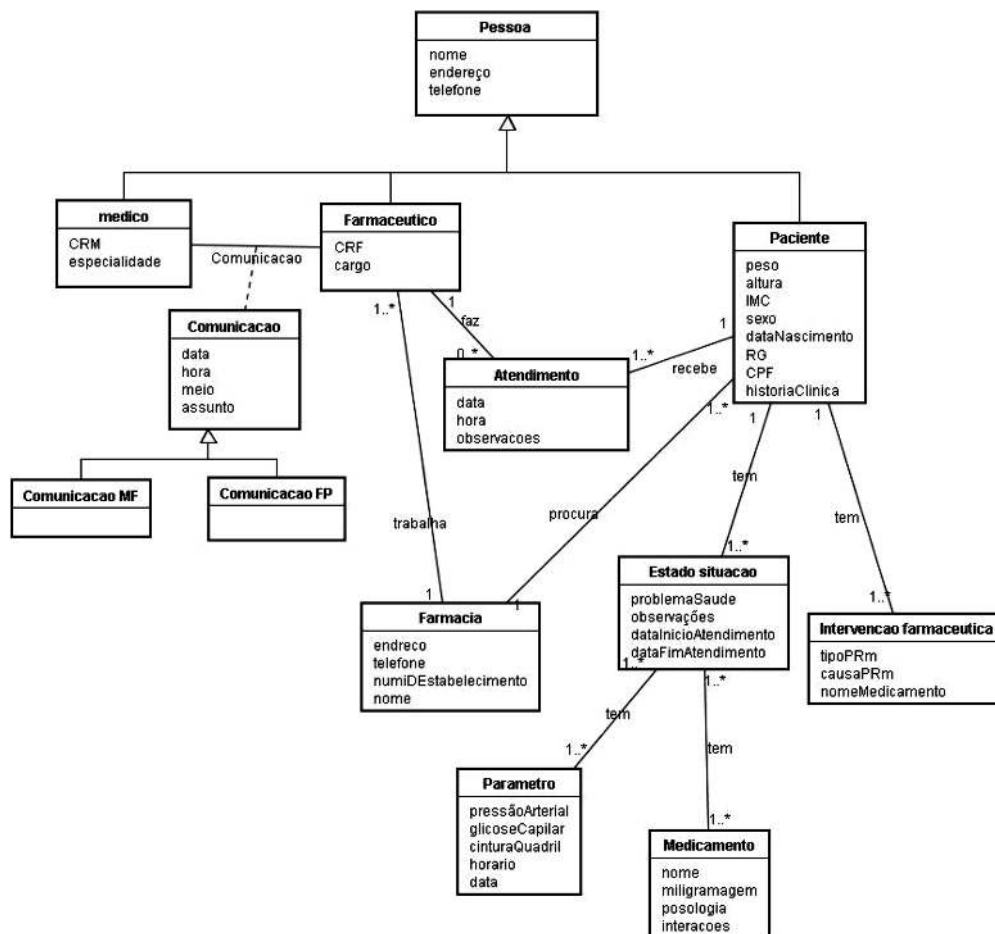 Pessoa
nome
endereço
telefone
medico
CRM
especialidade
Farmaceutico
CRF
cargo
Paciente
peso
altura
IMC
sexo
dataNascimento
RG
CPF
historiaClinica
Comunicacao
Comunicacao
data
hora
meio
assunto
1..*
1
faz
0..*
Atendimento
data
hora
observacoes
1..*
recebe
1
1..*
1
1
Comunicacao MF
Comunicacao FP
trabalha
procura
tem
tem
1
1
1..*
1..*
Farmacia
endreco
telefone
numiDEstabelecimento
nome
Estado situacao
problemaSaude
observações
dataInicioAtendimento
dataFimAtendimento
Intervencao farmaceutica
tipoPRm
causaPRm
nomeMedicamento
1..*
1..*
tem
tem
1..*
1..*
Parametro
pressãoArterial
glicoseCapilar
cinturaQuadril
horario
data
Medicamento
nome
miligramagem
posologia
interacoes